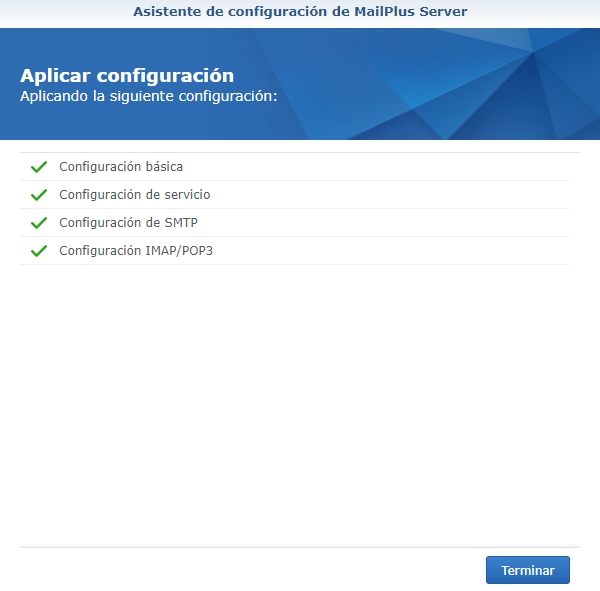 Asistente de configuración de MailPlus Server
Aplicar configuración
Aplicando la siguiente configuración:
Configuración básica
Configuración de servicio
Configuración de SMTP
Configuración IMAP/POP3
Terminar